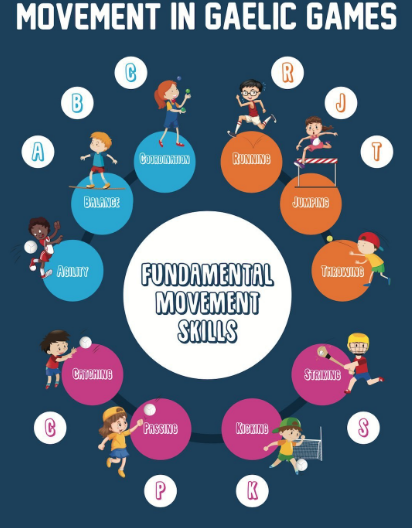 MOVEMENT IN GAELIC GAMES
C
R
B
J
A
T
COORDINATION
RUNNING
BALANCE
JUMPING
AGILITY
THROWING
FUNDAMENTAL
MOVEMENT
SKILLS
CATCHING
STRIKING
PASSING
KICKING
C
S
P
K